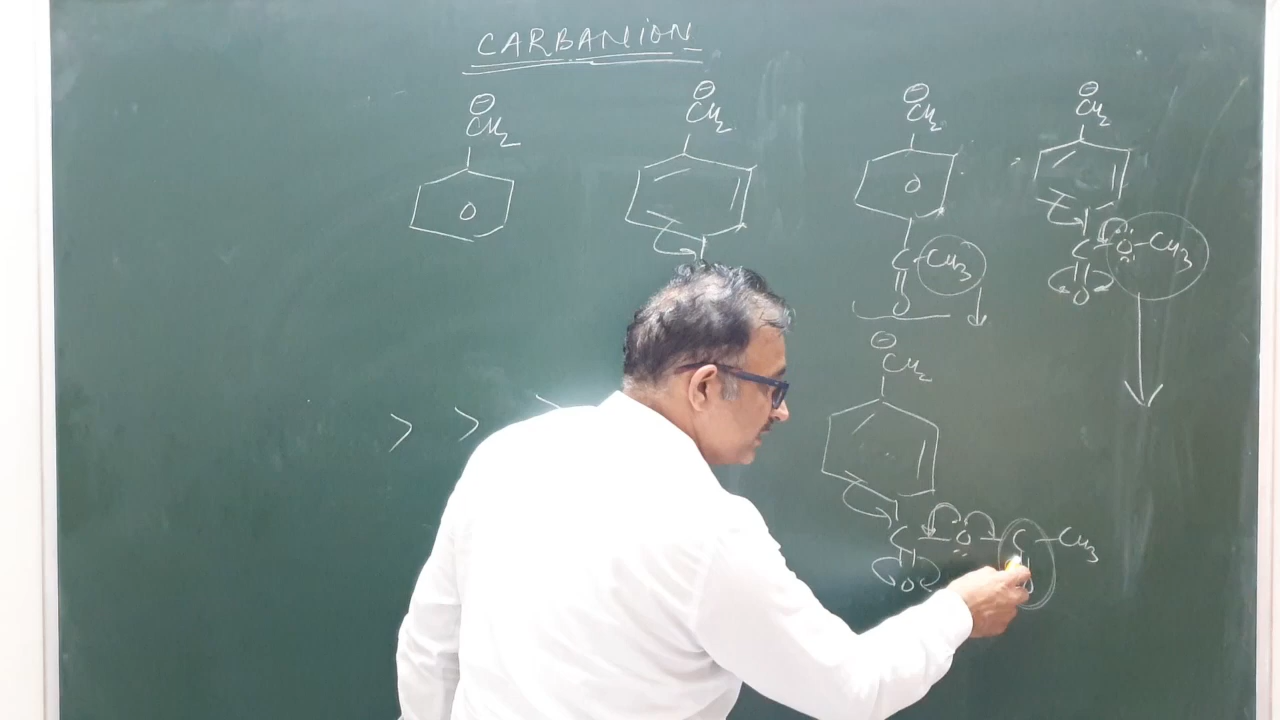 CARBANION
⊖ ⊖ ⊖ ⊖
CH₂ CH₂ CH₂ CH₂
O O
C–CH₃ C–Ö–CH₃
O O
⊖
CH₂
> > >
C–O–C–CH₃
O O